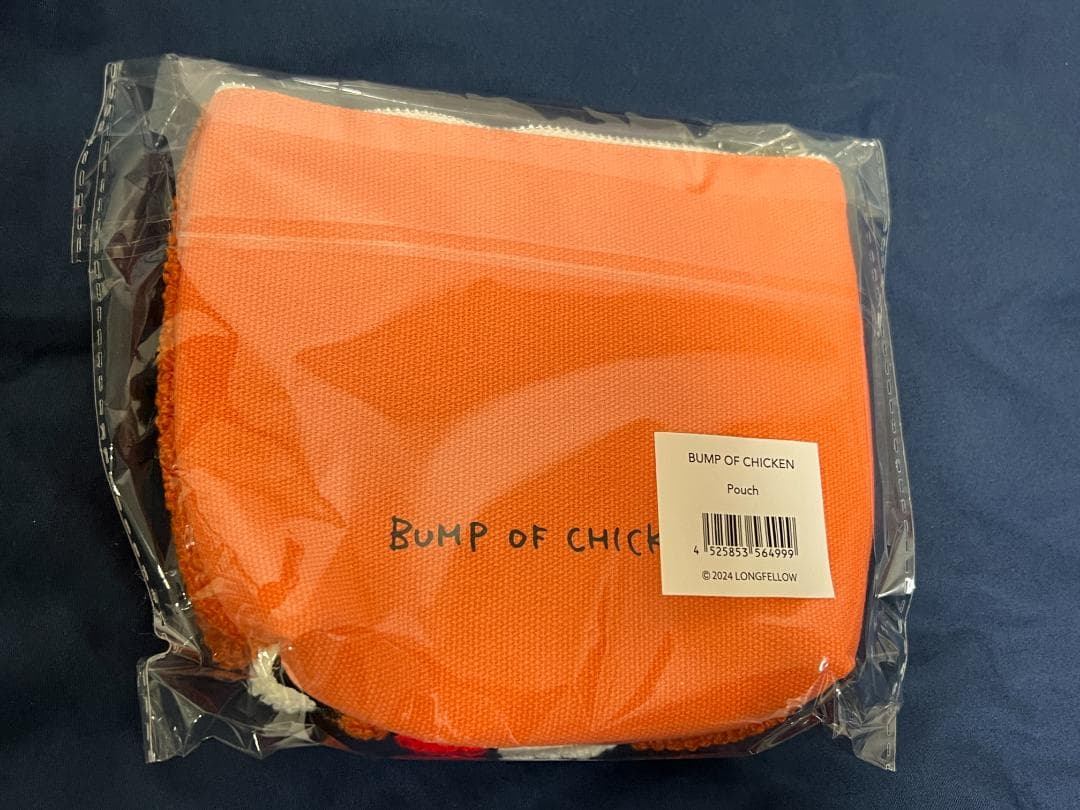 BUMP OF CHICK
BUMP OF CHICKEN
Pouch
4 525853 564999
©2024 LONGFELLOW